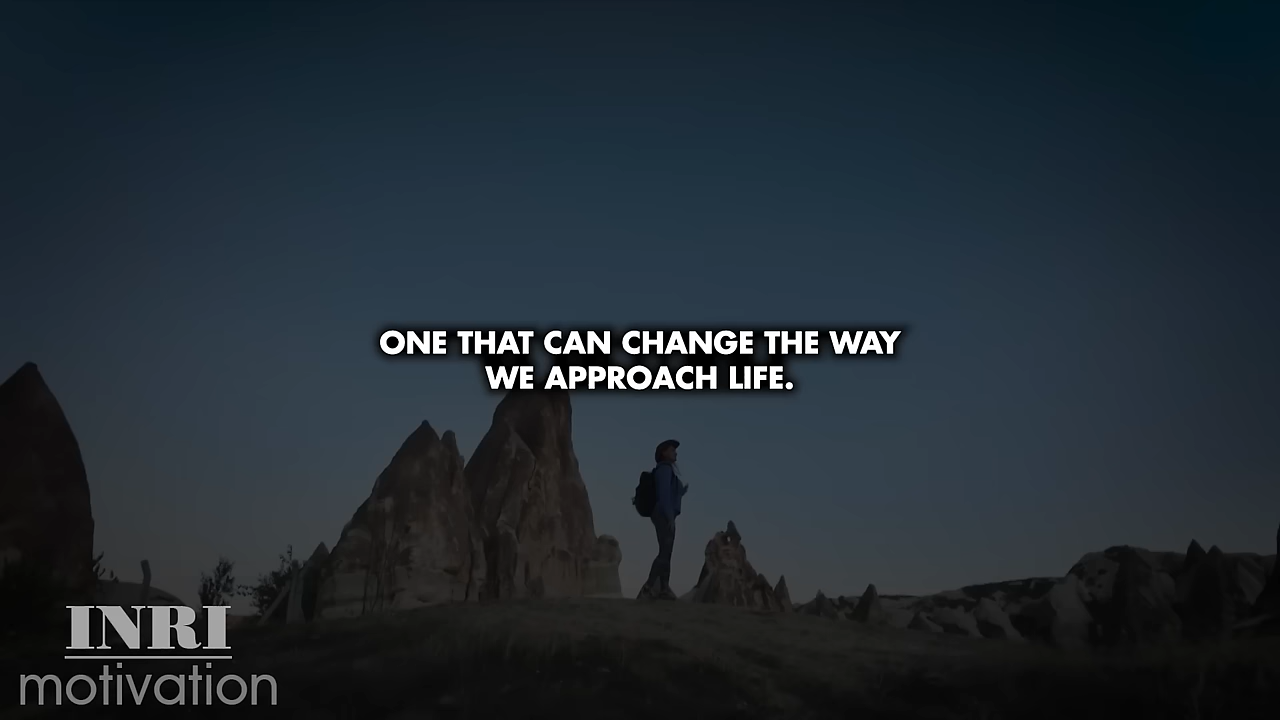 ONE THAT CAN CHANGE THE WAY
WE APPROACH LIFE.
INRI
motivation